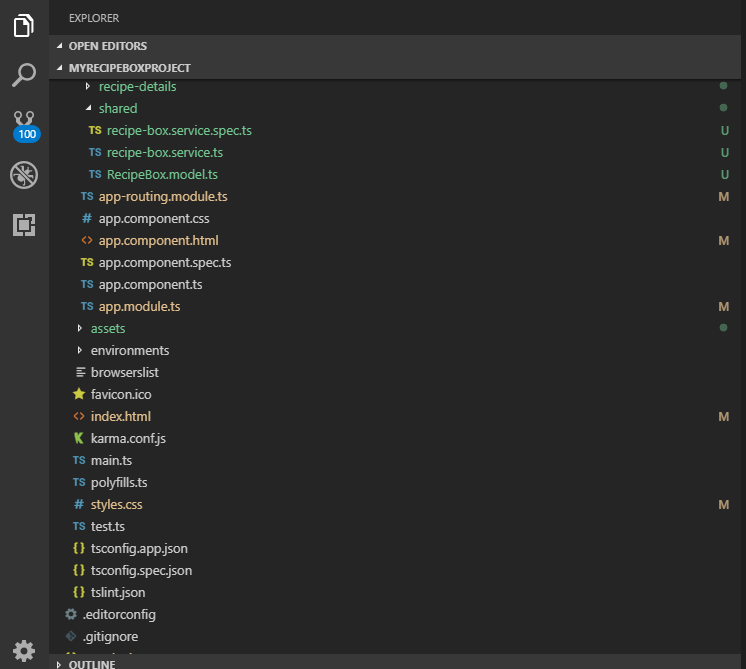 EXPLORER
OPEN EDITORS
MYRECIPEBOXPROJECT
recipe-details
shared
TS recipe-box.service.spec.ts U
TS recipe-box.service.ts U
TS RecipeBox.model.ts U
TS app-routing.module.ts M
# app.component.css
<> app.component.html M
TS app.component.spec.ts
TS app.component.ts
TS app.module.ts M
assets
environments
browserslist
favicon.ico
<> index.html M
K karma.conf.js
TS main.ts
TS polyfills.ts
# styles.css M
TS test.ts
{} tsconfig.app.json
{} tsconfig.spec.json
{} tslint.json
.editorconfig
.gitignore
OUTLINE
100